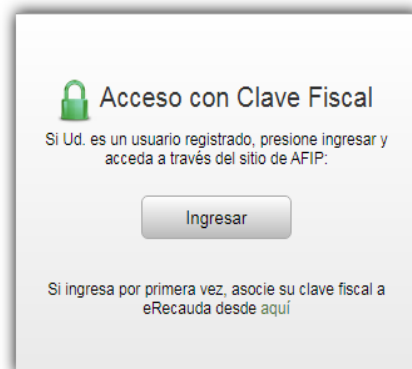 Acceso con Clave Fiscal
Si Ud. es un usuario registrado, presione ingresar y
acceda a través del sitio de AFIP:
Ingresar
Si ingresa por primera vez, asocie su clave fiscal a
eRecauda desde aquí